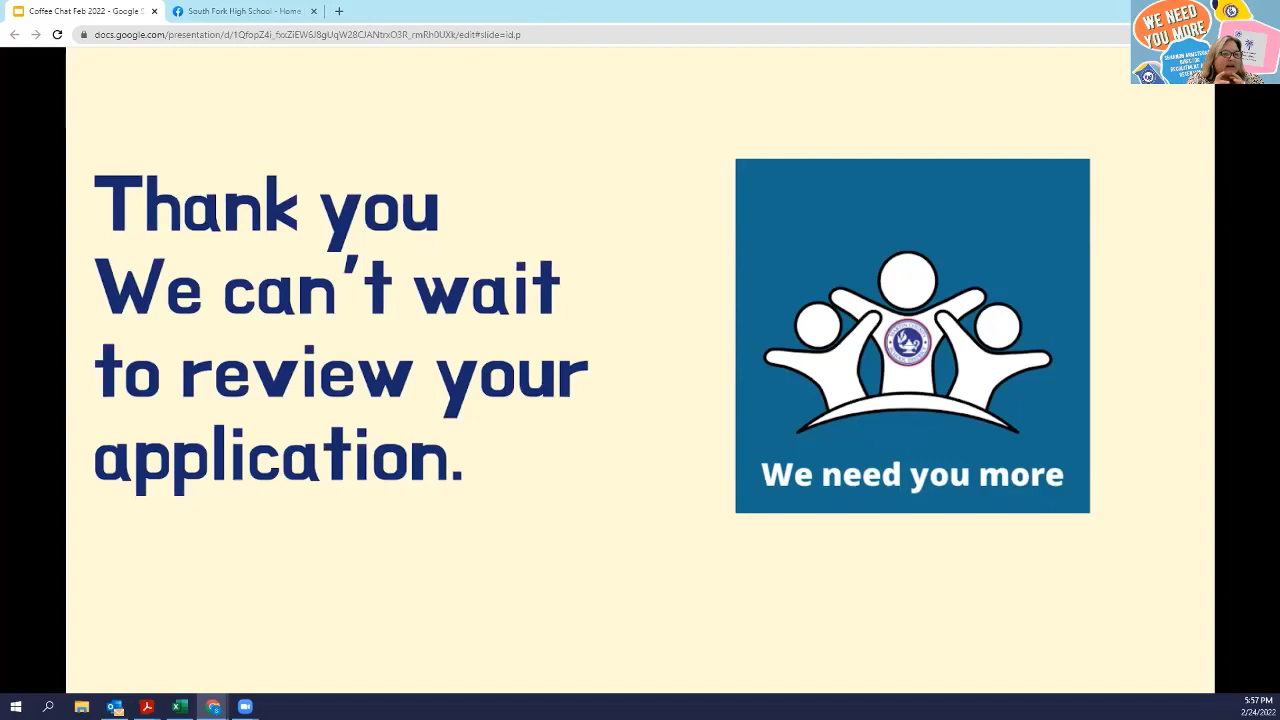 Coffee Chat Feb 2022 - Google S
South Fork High School - Home
WE NEED
YOU MORE
Thank you
We can't wait
to review your
application.
We need you more
5:57 PM
2/24/2022